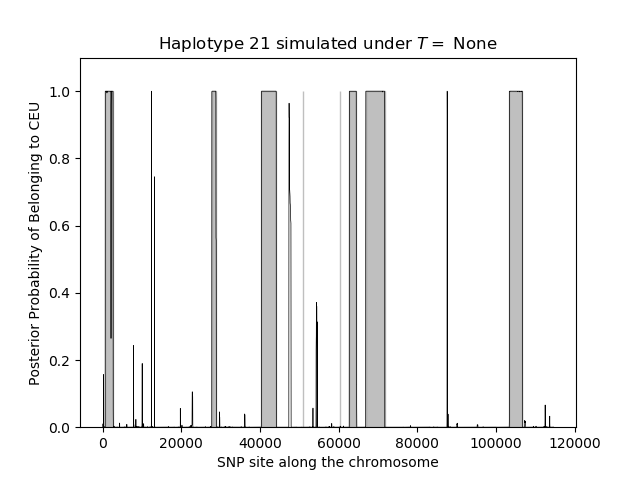 Haplotype 21 simulated under T = None
Posterior Probability of Belonging to CEU
1.0
0.8
0.6
0.4
0.2
0.0
0 20000 40000 60000 80000 100000 120000
SNP site along the chromosome